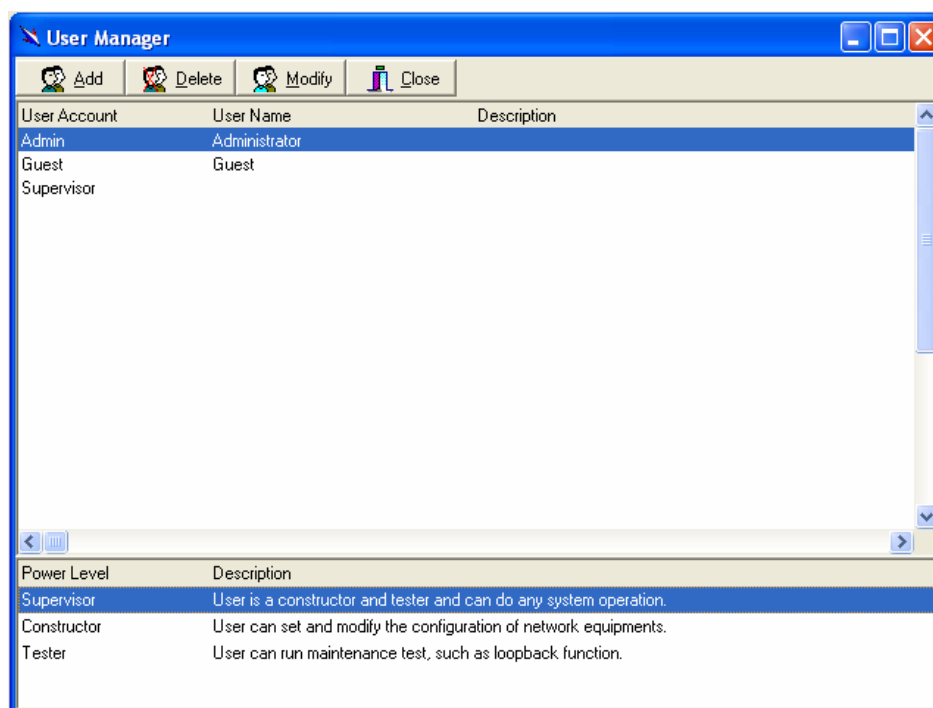 User Manager
Add Delete Modify Close
User Account User Name Description
Admin Administrator
Guest Guest
Supervisor
Power Level Description
Supervisor User is a constructor and tester and can do any system operation.
Constructor User can set and modify the configuration of network equipments.
Tester User can run maintenance test, such as loopback function.